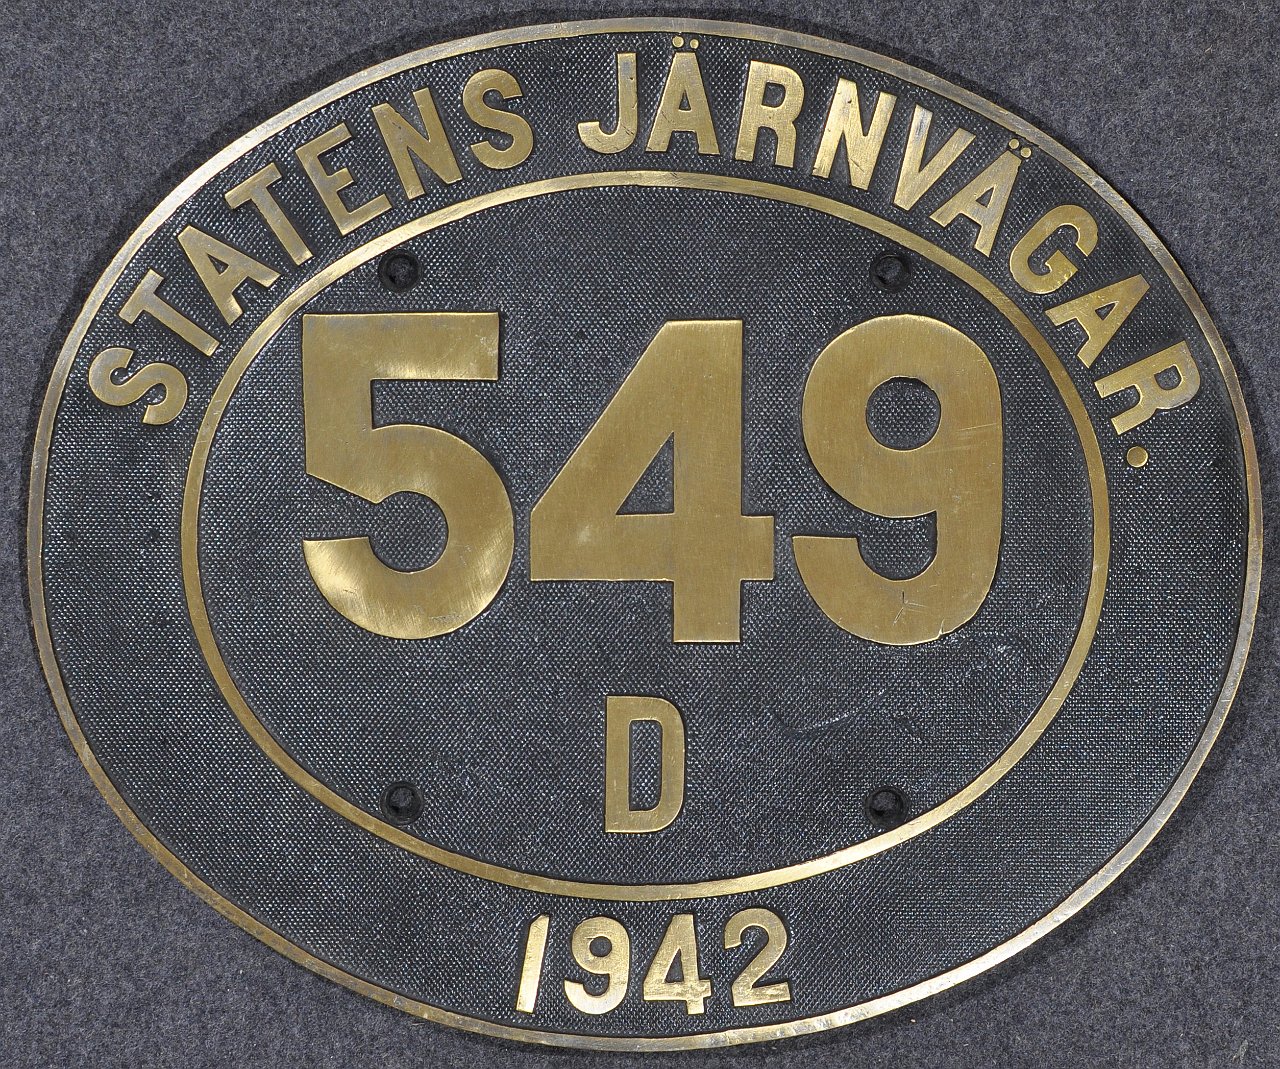 STATENS JÄRNVÄGAR.
549
D
1942